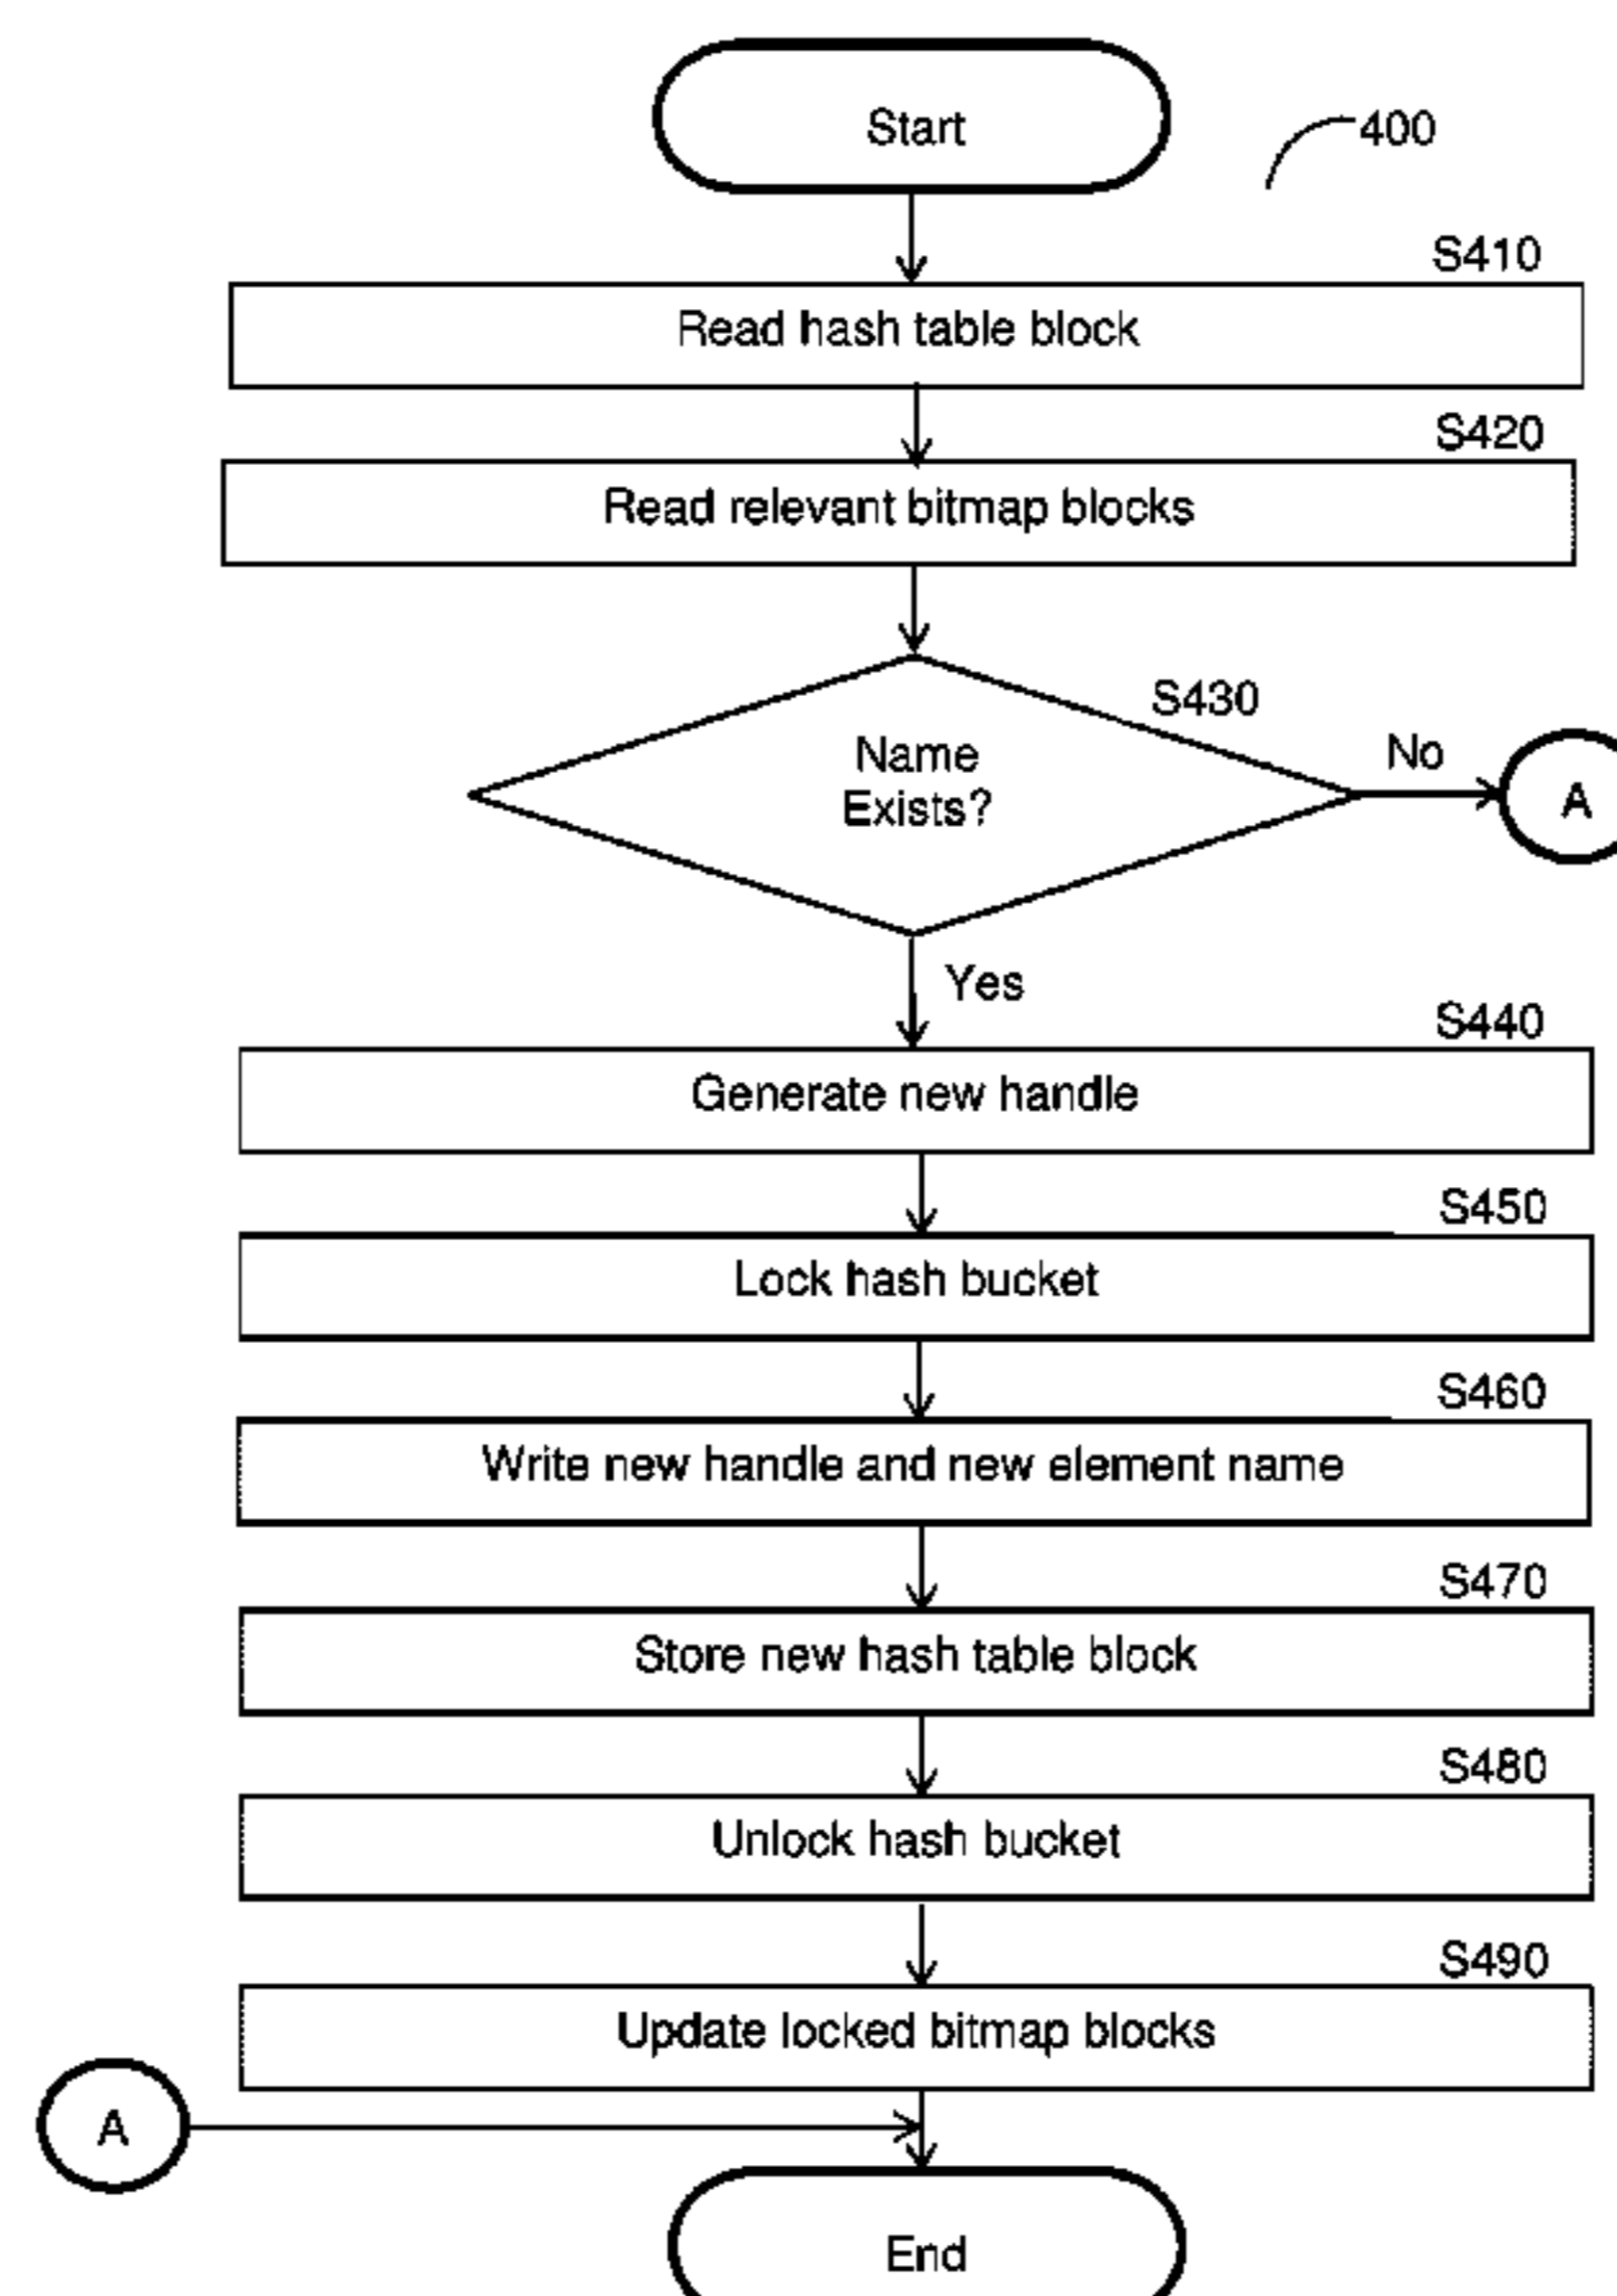 Start
400
S410
Read hash table block
S420
Read relevant bitmap blocks
S430
Name
Exists?
No
A
Yes
S440
Generate new handle
S450
Lock hash bucket
S460
Write new handle and new element name
S470
Store new hash table block
S480
Unlock hash bucket
S490
Update locked bitmap blocks
A
End